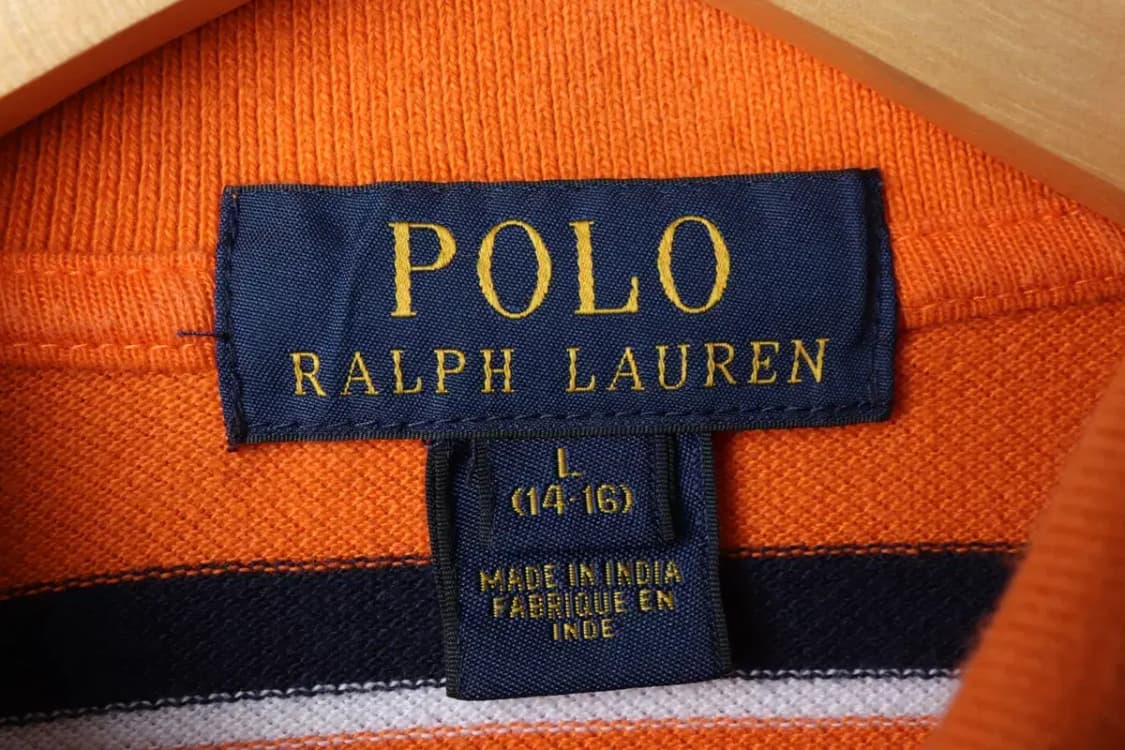 POLO
RALPH LAUREN
L
(14-16)
MADE IN INDIA
FABRIQUE EN
INDE